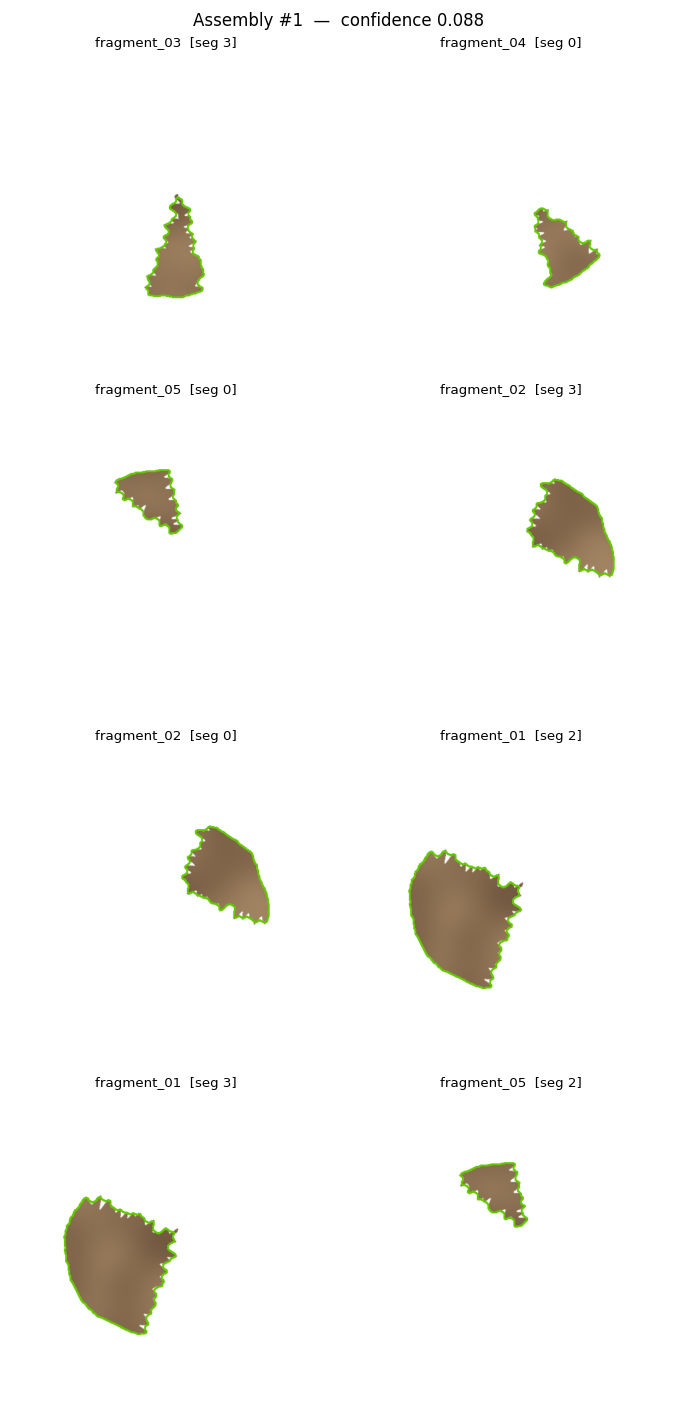 Assembly #1 — confidence 0.088
fragment_03 [seg 3]
fragment_04 [seg 0]
fragment_05 [seg 0]
fragment_02 [seg 3]
fragment_02 [seg 0]
fragment_01 [seg 2]
fragment_01 [seg 3]
fragment_05 [seg 2]